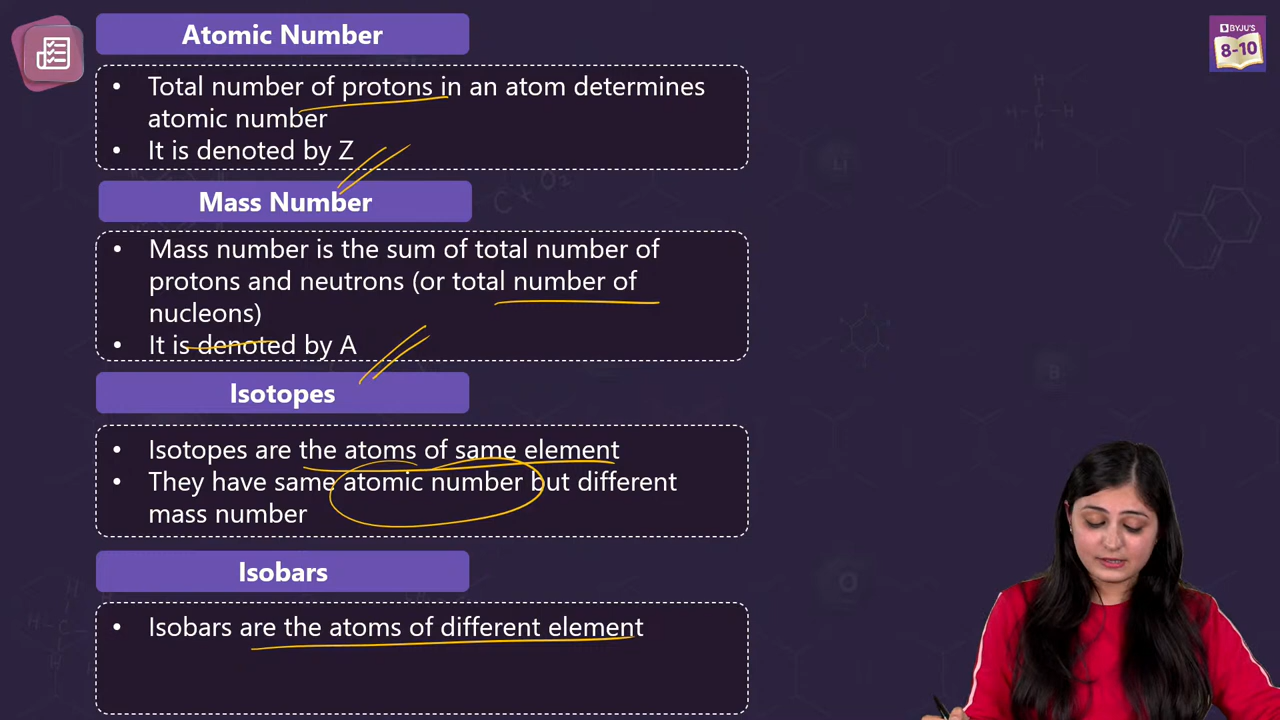 Atomic Number
BYJU'S
8-10
• Total number of protons in an atom determines
atomic number
• It is denoted by Z
Mass Number
• Mass number is the sum of total number of
protons and neutrons (or total number of
nucleons)
• It is denoted by A
Isotopes
• Isotopes are the atoms of same element
• They have same atomic number but different
mass number
Isobars
• Isobars are the atoms of different element
C + O₂
H
H C H
H
Li
B
O